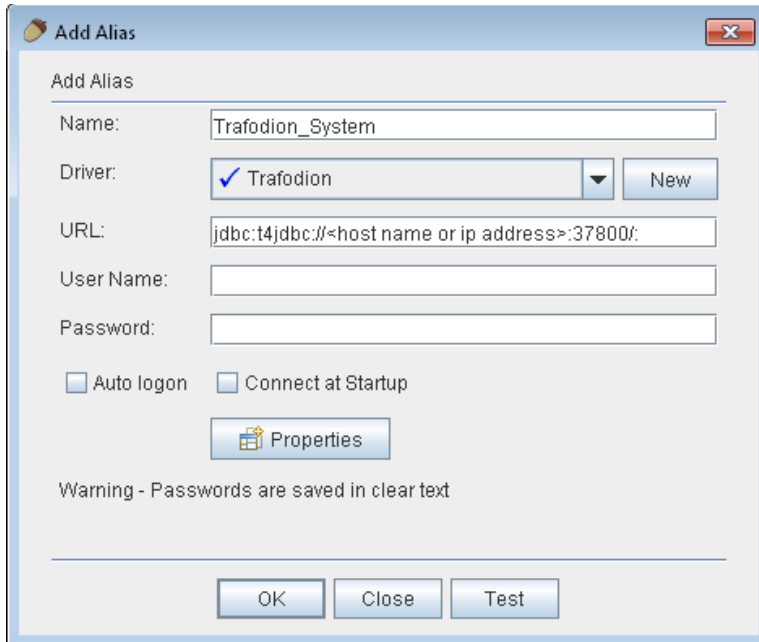 Add Alias
Add Alias
Name: Trafodion_System
Driver: Trafodion New
URL: jdbc:t4jdbc://<host name or ip address>:37800/:
User Name:
Password:
Auto logon Connect at Startup
Properties
Warning - Passwords are saved in clear text
OK Close Test